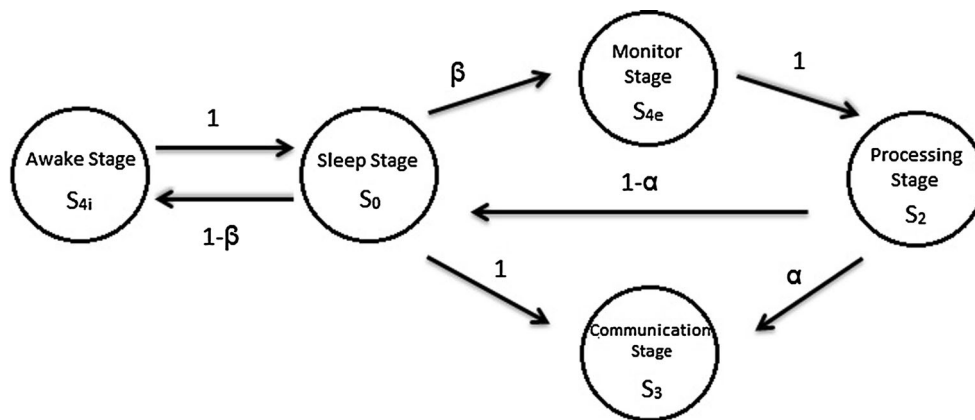 Awake Stage
S4i
1
1-β
Sleep Stage
S0
β
Monitor
Stage
S4e
1
Processing
Stage
S2
1-α
1
α
Communication
Stage
S3